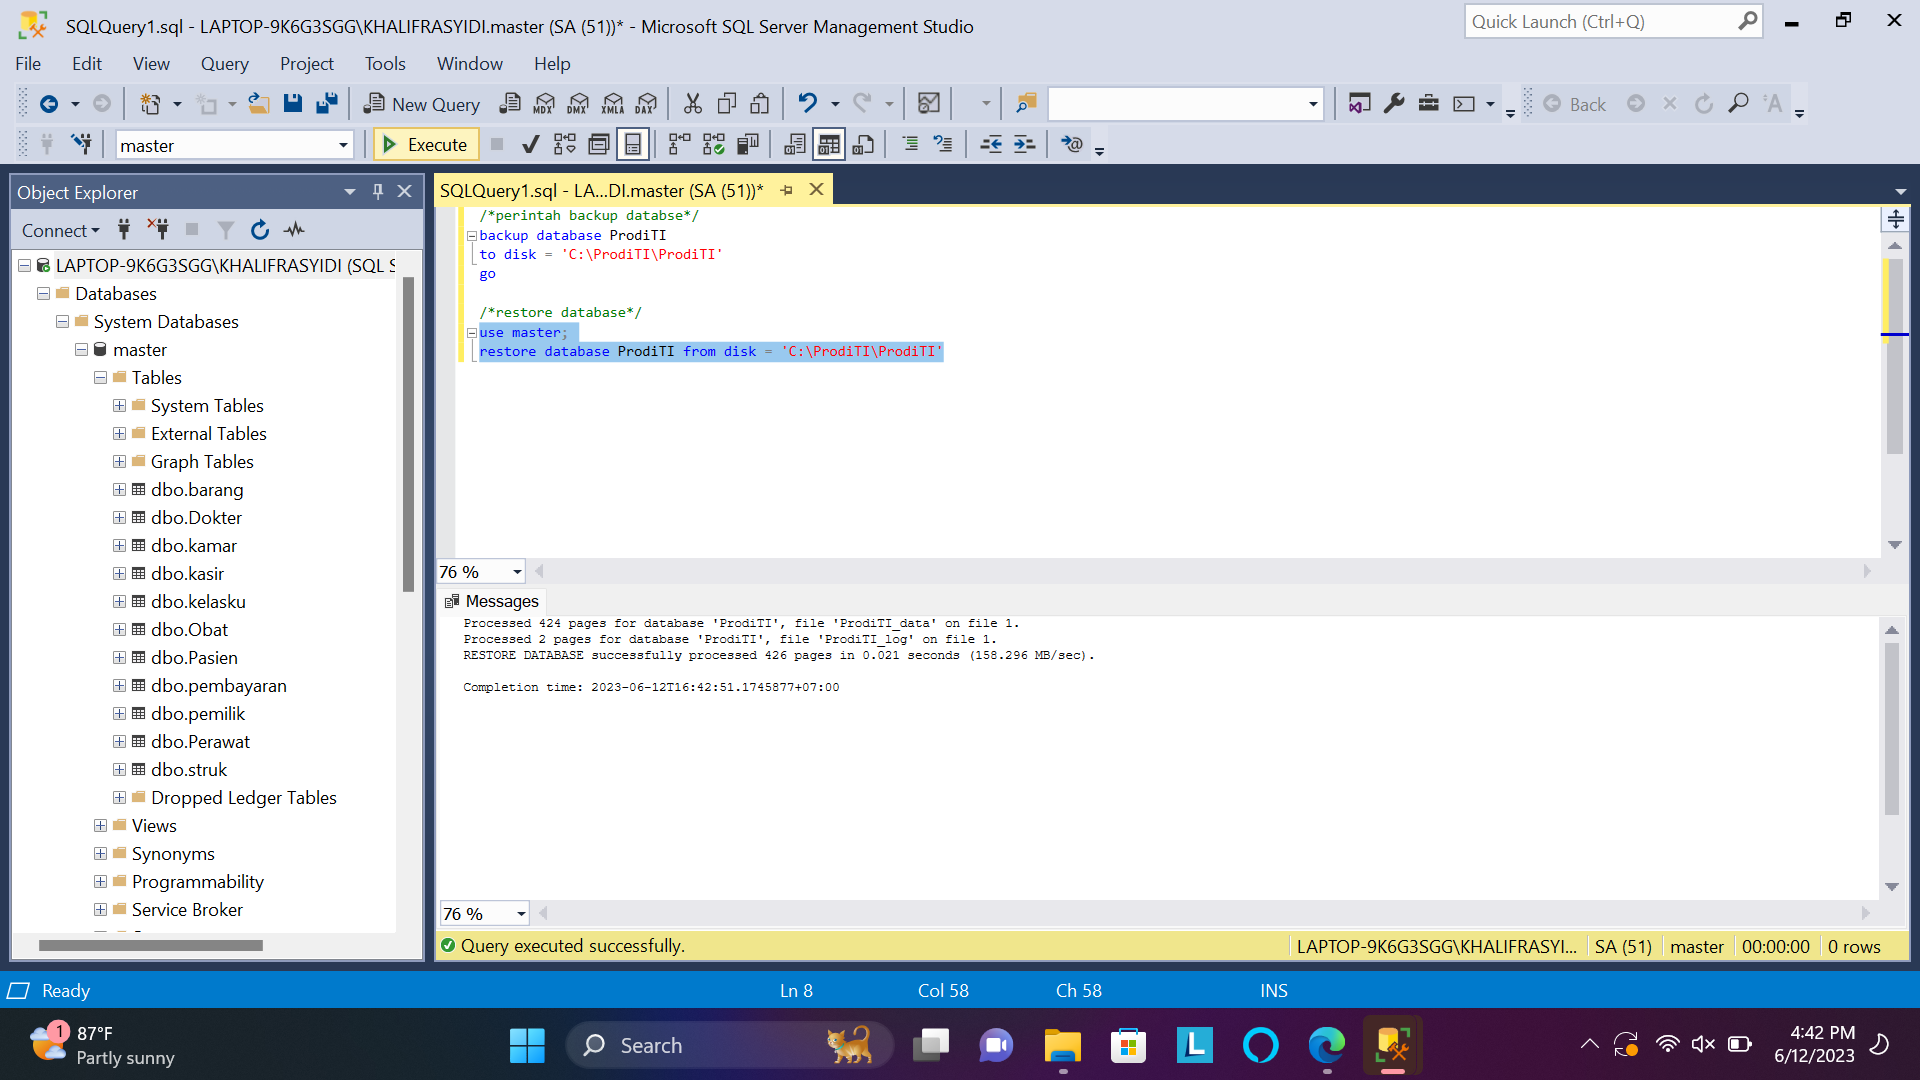 SQLQuery1.sql - LAPTOP-9K6G3SGG\KHALIFRASYIDI.master (SA (51))* - Microsoft SQL Server Management Studio
Quick Launch (Ctrl+Q)
File Edit View Query Project Tools Window Help
New Query MDX DMX XMLA DAX Back
master Execute
Object Explorer
Connect
LAPTOP-9K6G3SGG\KHALIFRASYIDI (SQL S
Databases
System Databases
master
Tables
System Tables
External Tables
Graph Tables
dbo.barang
dbo.Dokter
dbo.kamar
dbo.kasir
dbo.kelasku
dbo.Obat
dbo.Pasien
dbo.pembayaran
dbo.pemilik
dbo.Perawat
dbo.struk
Dropped Ledger Tables
Views
Synonyms
Programmability
Service Broker
SQLQuery1.sql - LA...DI.master (SA (51))*
/*perintah backup databse*/
backup database ProdiTI
to disk = 'C:\ProdiTI\ProdiTI'
go
/*restore database*/
use master;
restore database ProdiTI from disk = 'C:\ProdiTI\ProdiTI'
76 %
Messages
Processed 424 pages for database 'ProdiTI', file 'ProdiTI_data' on file 1.
Processed 2 pages for database 'ProdiTI', file 'ProdiTI_log' on file 1.
RESTORE DATABASE successfully processed 426 pages in 0.021 seconds (158.296 MB/sec).
Completion time: 2023-06-12T16:42:51.1745877+07:00
76 %
Query executed successfully. LAPTOP-9K6G3SGG\KHALIFRASYI... SA (51) master 00:00:00 0 rows
Ready Ln 8 Col 58 Ch 58 INS
1
87°F
Partly sunny
Search
L
4:42 PM
6/12/2023